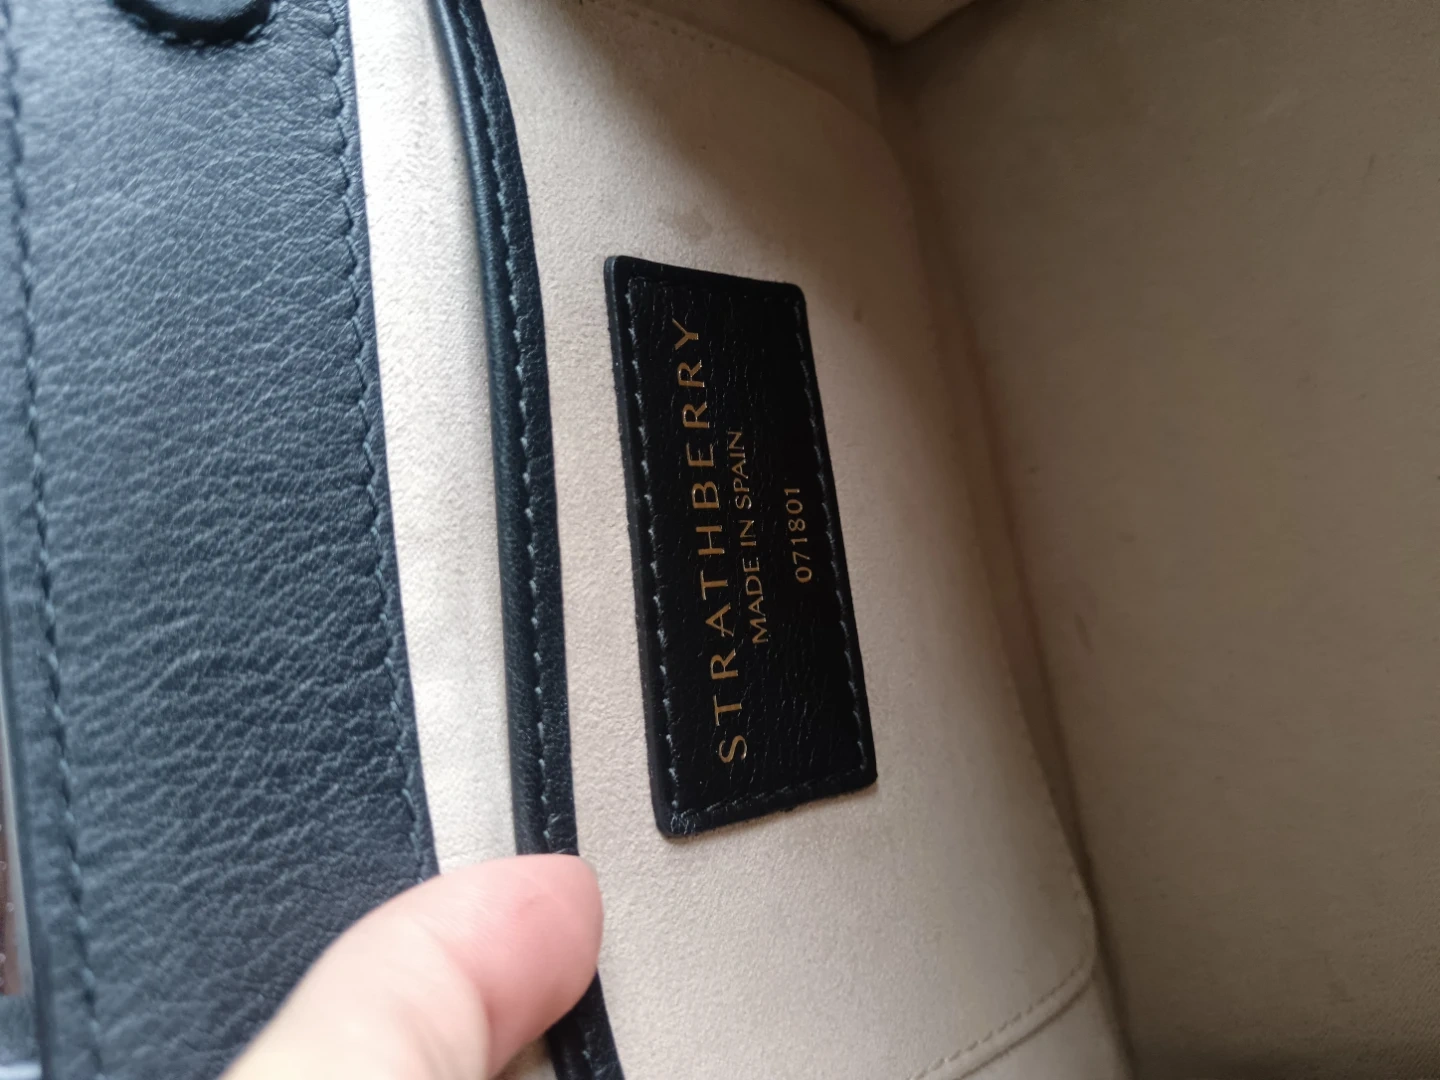 STRATHBERRY
MADE IN SPAIN
071801